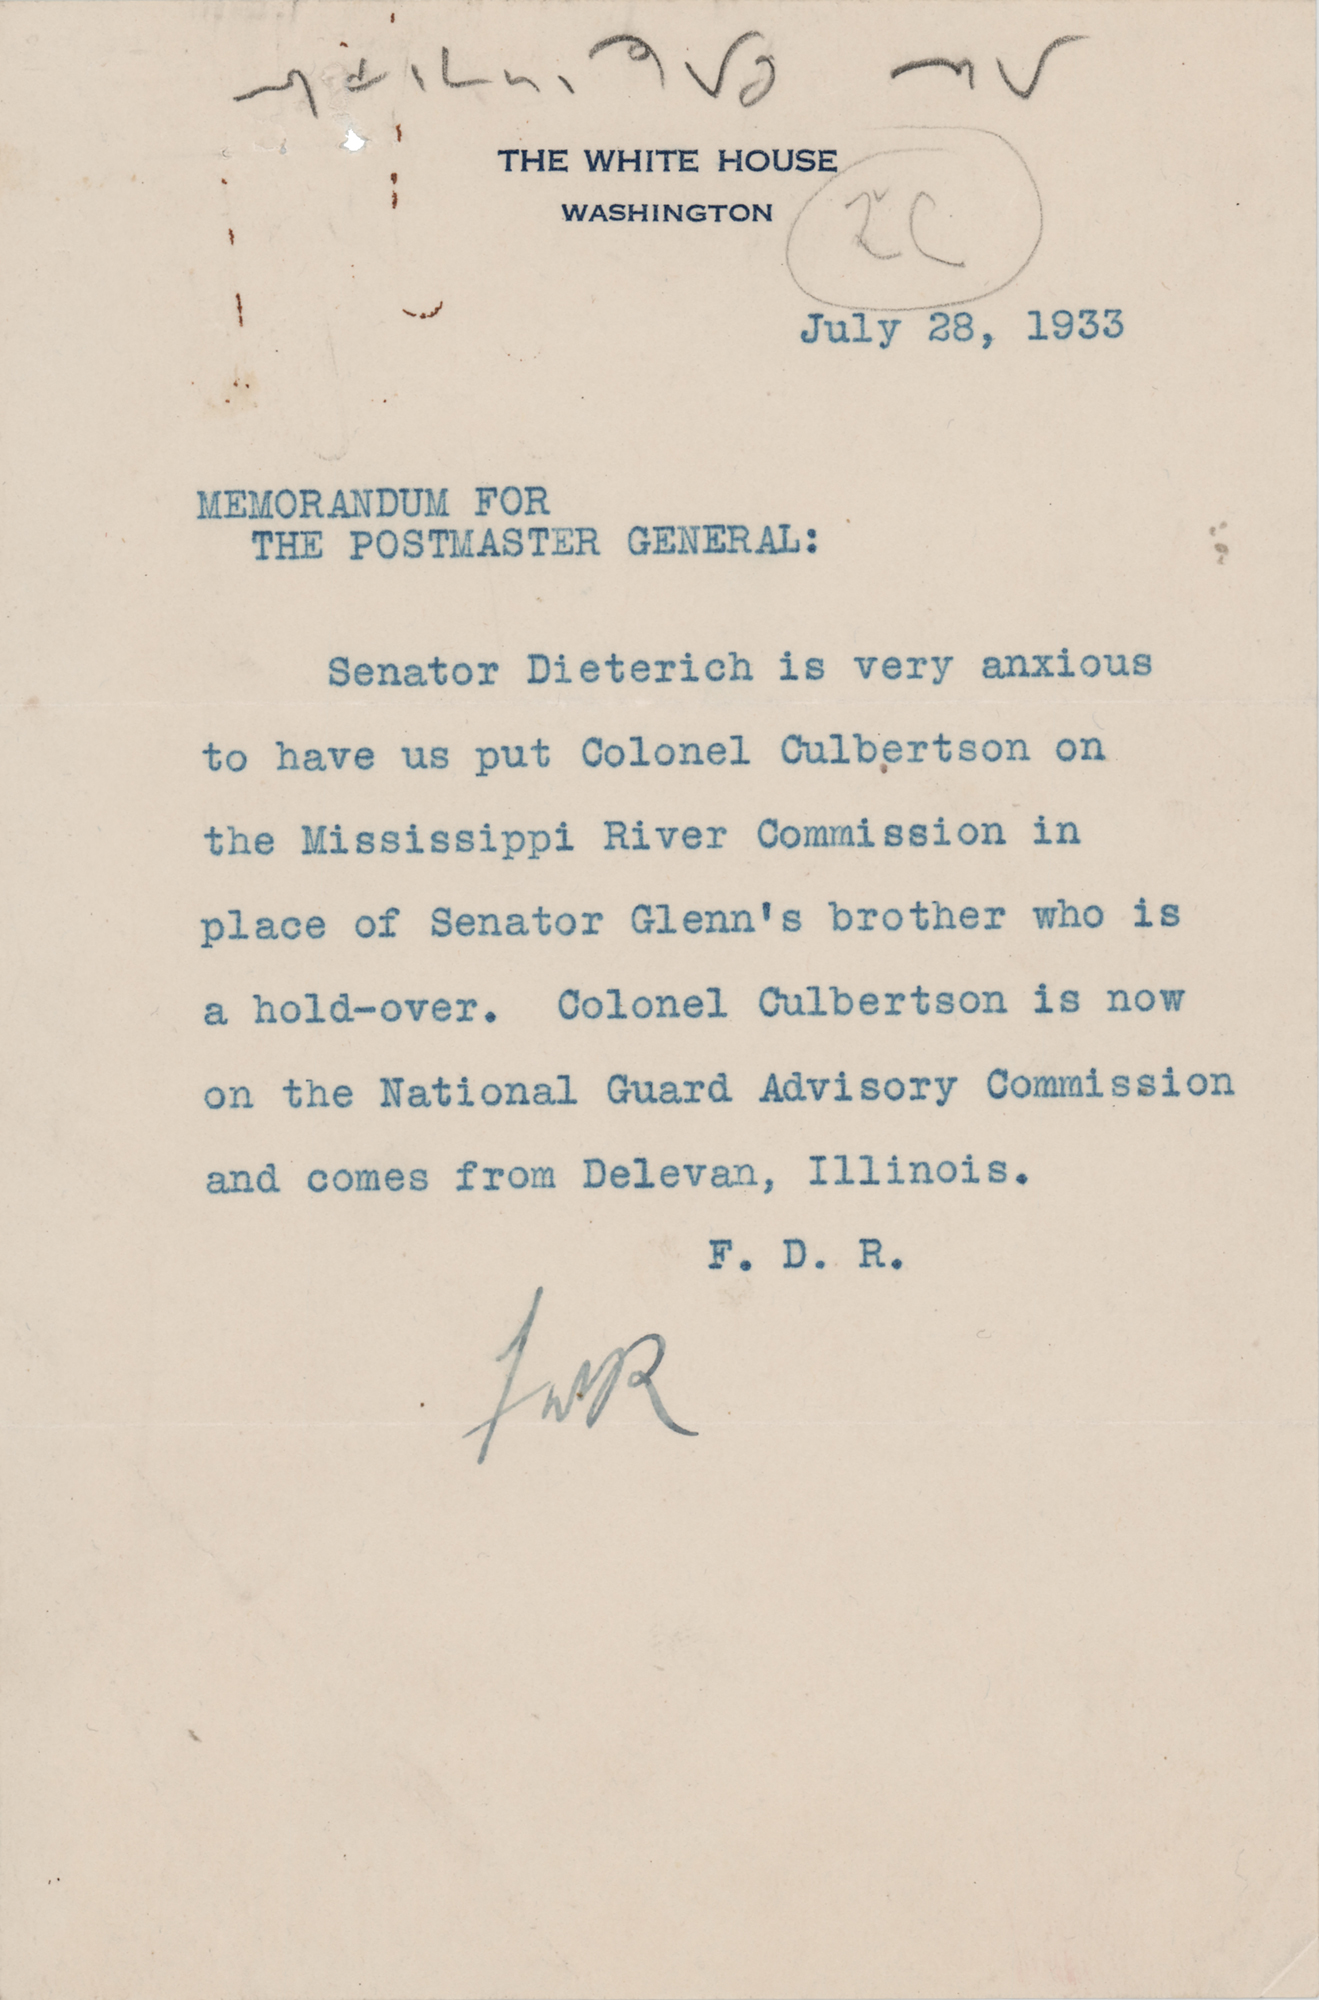 THE WHITE HOUSE
WASHINGTON
July 28, 1933
MEMORANDUM FOR
THE POSTMASTER GENERAL:
Senator Dieterich is very anxious
to have us put Colonel Culbertson on
the Mississippi River Commission in
place of Senator Glenn's brother who is
a hold-over. Colonel Culbertson is now
on the National Guard Advisory Commission
and comes from Delevan, Illinois.
F. D. R.